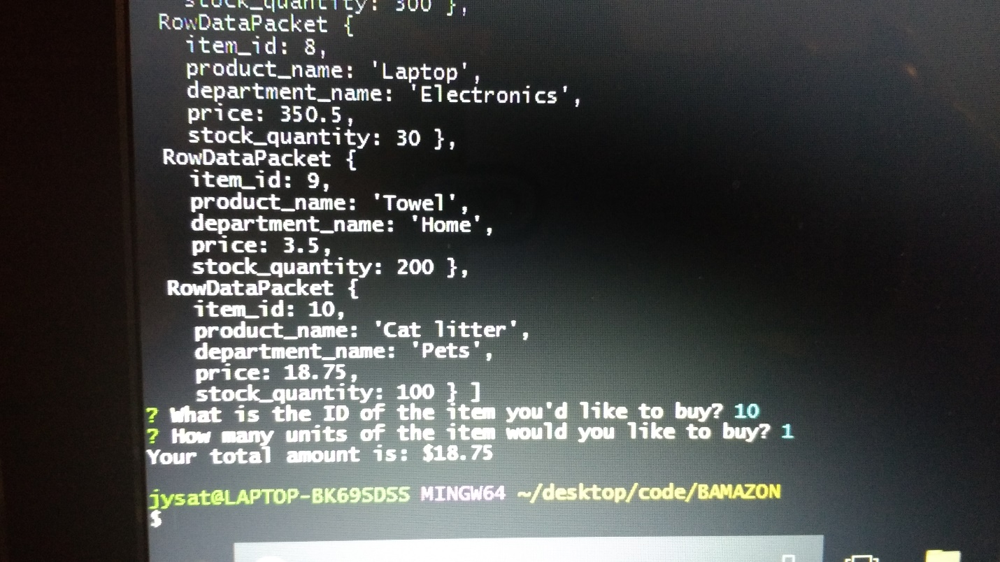 stock_quantity: 300 },
RowDataPacket {
item_id: 8,
product_name: 'Laptop',
department_name: 'Electronics',
price: 350.5,
stock_quantity: 30 },
RowDataPacket {
item_id: 9,
product_name: 'Towel',
department_name: 'Home',
price: 3.5,
stock_quantity: 200 },
RowDataPacket {
item_id: 10,
product_name: 'Cat litter',
department_name: 'Pets',
price: 18.75,
stock_quantity: 100 } ]
? What is the ID of the item you'd like to buy? 10
? How many units of the item would you like to buy? 1
Your total amount is: $18.75
jysat@LAPTOP-BK69SDSS MINGW64 ~/desktop/code/BAMAZON
$